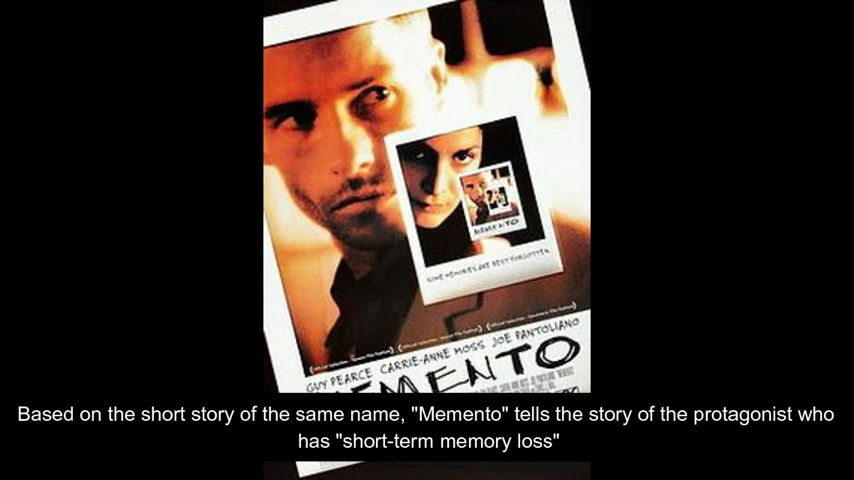 MEMENTO
SOME MEMORIES ARE BEST FORGOTTEN.
GUY PEARCE CARRIE-ANNE MOSS JOE PANTOLIANO
MEMENTO
Based on the short story of the same name, "Memento" tells the story of the protagonist who
has "short-term memory loss"